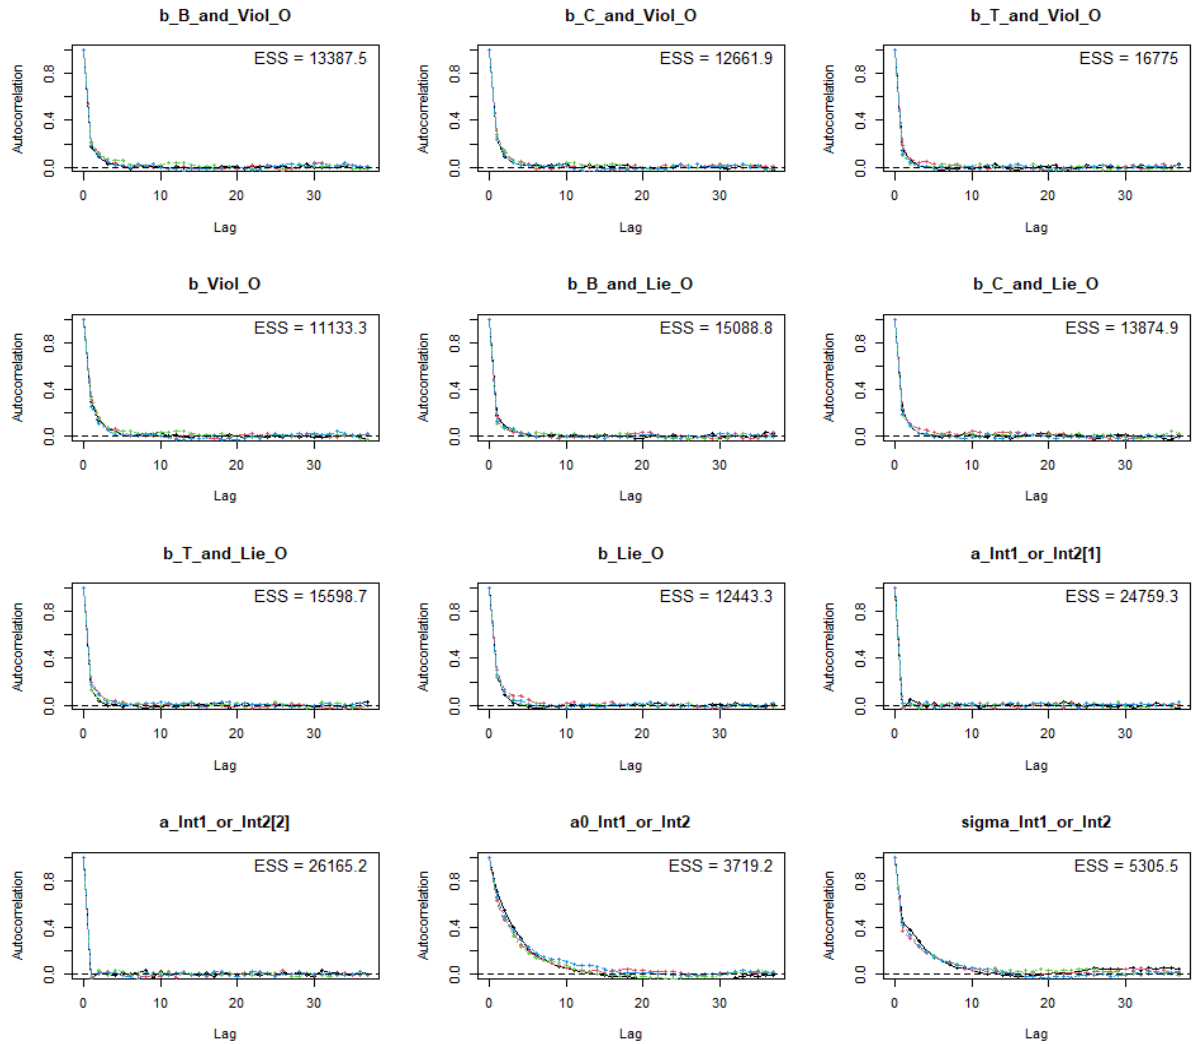 b_B_and_Viol_O
ESS = 13387.5
Autocorrelation
0.0 0.4 0.8
0 10 20 30
Lag
b_C_and_Viol_O
ESS = 12661.9
Autocorrelation
0.0 0.4 0.8
0 10 20 30
Lag
b_T_and_Viol_O
ESS = 16775
Autocorrelation
0.0 0.4 0.8
0 10 20 30
Lag
b_Viol_O
ESS = 11133.3
Autocorrelation
0.0 0.4 0.8
0 10 20 30
Lag
b_B_and_Lie_O
ESS = 15088.8
Autocorrelation
0.0 0.4 0.8
0 10 20 30
Lag
b_C_and_Lie_O
ESS = 13874.9
Autocorrelation
0.0 0.4 0.8
0 10 20 30
Lag
b_T_and_Lie_O
ESS = 15598.7
Autocorrelation
0.0 0.4 0.8
0 10 20 30
Lag
b_Lie_O
ESS = 12443.3
Autocorrelation
0.0 0.4 0.8
0 10 20 30
Lag
a_Int1_or_Int2[1]
ESS = 24759.3
Autocorrelation
0.0 0.4 0.8
0 10 20 30
Lag
a_Int1_or_Int2[2]
ESS = 26165.2
Autocorrelation
0.0 0.4 0.8
0 10 20 30
Lag
a0_Int1_or_Int2
ESS = 3719.2
Autocorrelation
0.0 0.4 0.8
0 10 20 30
Lag
sigma_Int1_or_Int2
ESS = 5305.5
Autocorrelation
0.0 0.4 0.8
0 10 20 30
Lag